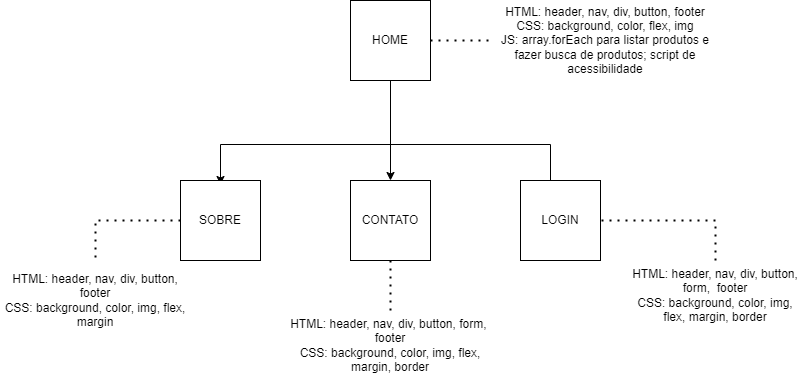 HOME
HTML: header, nav, div, button, footer
CSS: background, color, flex, img
JS: array.forEach para listar produtos e
fazer busca de produtos; script de
acessibilidade
SOBRE
CONTATO
LOGIN
HTML: header, nav, div, button,
footer
CSS: background, color, img, flex,
margin
HTML: header, nav, div, button, form,
footer
CSS: background, color, img, flex,
margin, border
HTML: header, nav, div, button,
form, footer
CSS: background, color, img,
flex, margin, border